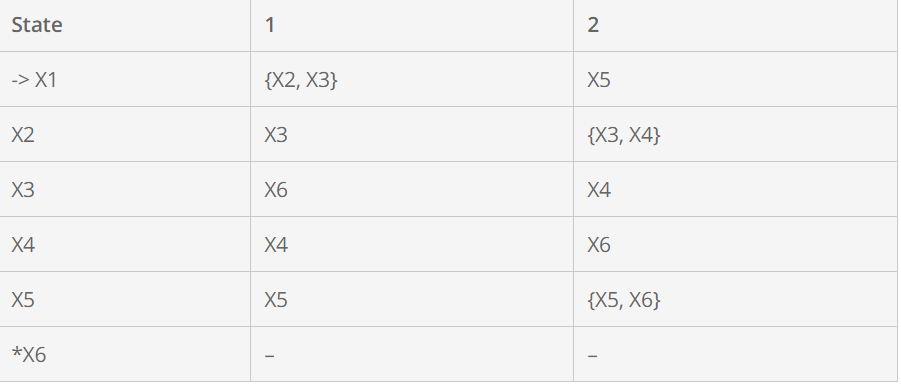 State 1 2
-> X1 {X2, X3} X5
X2 X3 {X3, X4}
X3 X6 X4
X4 X4 X6
X5 X5 {X5, X6}
*X6 – –